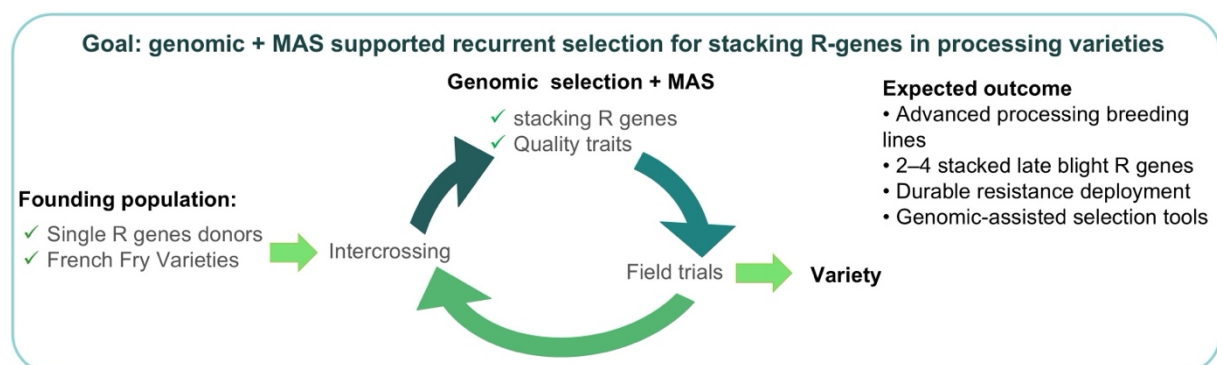 Goal: genomic + MAS supported recurrent selection for stacking R-genes in processing varieties
Genomic  selection + MAS
✓ stacking R genes
✓ Quality traits
Founding population:
✓ Single R genes donors
✓ French Fry Varieties
Intercrossing
Field trials
Variety
Expected outcome
• Advanced processing breeding
lines
• 2–4 stacked late blight R genes
• Durable resistance deployment
• Genomic-assisted selection tools